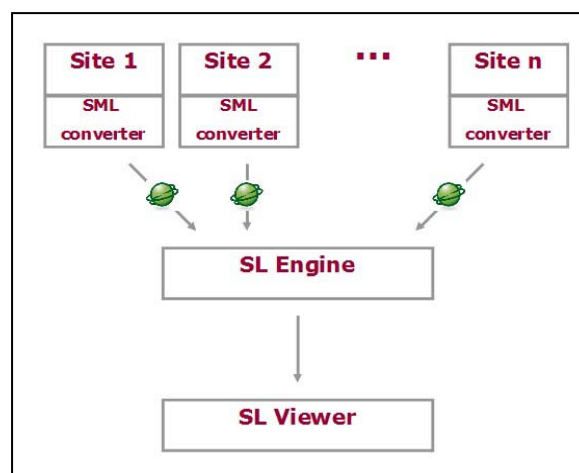 Site 1
SML
converter
Site 2
SML
converter
...
Site n
SML
converter
SL Engine
SL Viewer